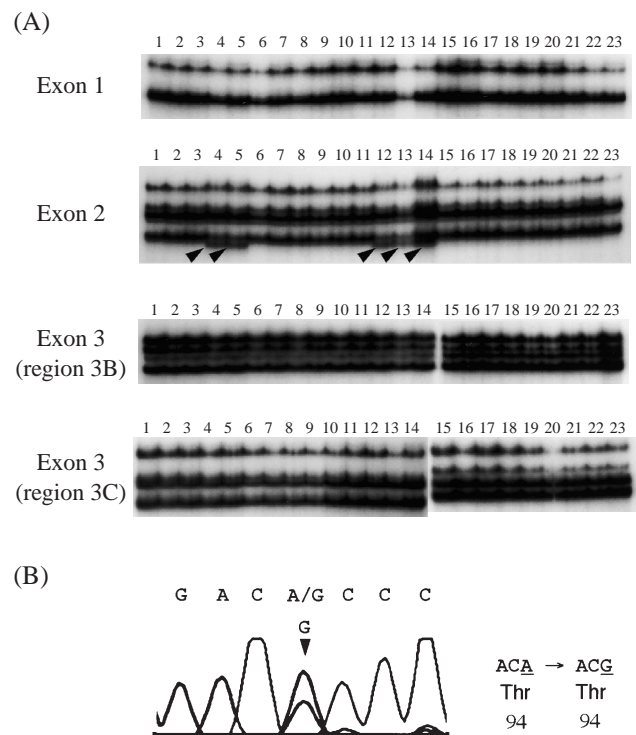 (A)
1 2 3 4 5 6 7 8 9 10 11 12 13 14 15 16 17 18 19 20 21 22 23
Exon 1
1 2 3 4 5 6 7 8 9 10 11 12 13 14 15 16 17 18 19 20 21 22 23
Exon 2
1 2 3 4 5 6 7 8 9 10 11 12 13 14 15 16 17 18 19 20 21 22 23
Exon 3
(region 3B)
1 2 3 4 5 6 7 8 9 10 11 12 13 14 15 16 17 18 19 20 21 22 23
Exon 3
(region 3C)
(B)
G A C A/G C C C
G
ACA → ACG
Thr Thr
94 94